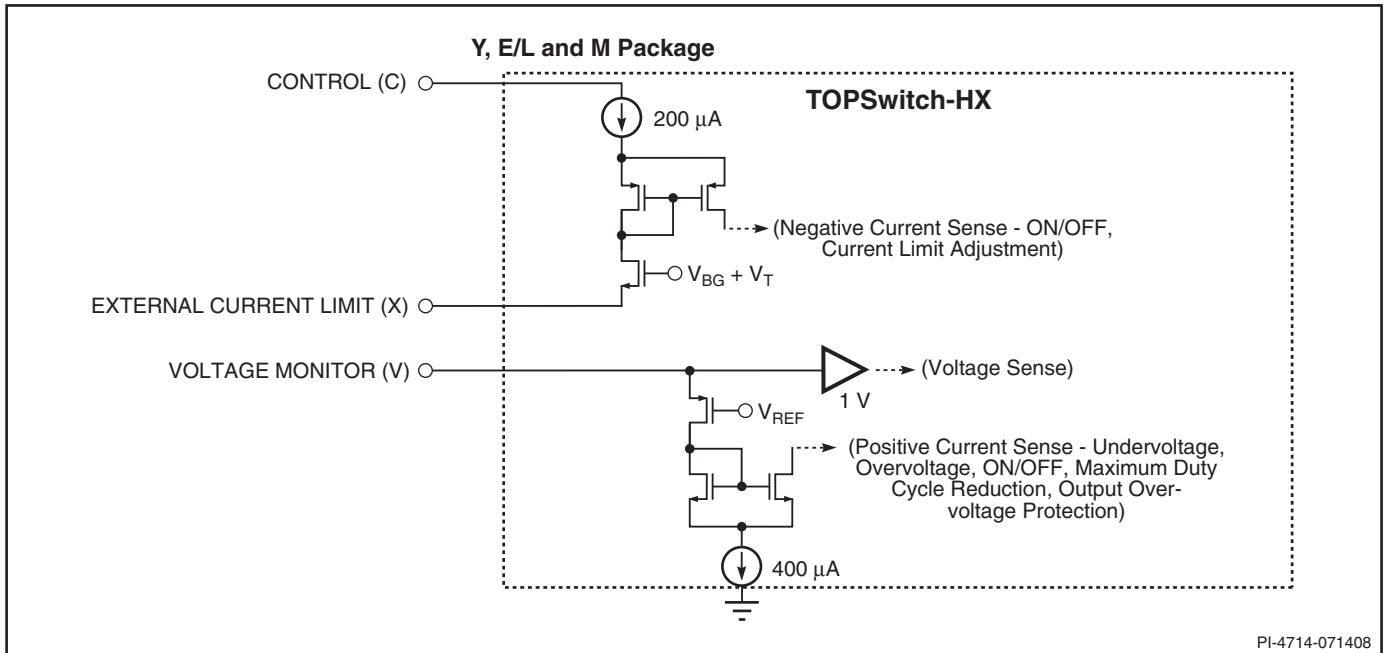 Y, E/L and M Package
CONTROL (C)
TOPSwitch-HX
200 μA
(Negative Current Sense - ON/OFF,
Current Limit Adjustment)
VBG + VT
EXTERNAL CURRENT LIMIT (X)
VOLTAGE MONITOR (V)
(Voltage Sense)
1 V
VREF
(Positive Current Sense - Undervoltage,
Overvoltage, ON/OFF, Maximum Duty
Cycle Reduction, Output Over-
voltage Protection)
400 μA
PI-4714-071408